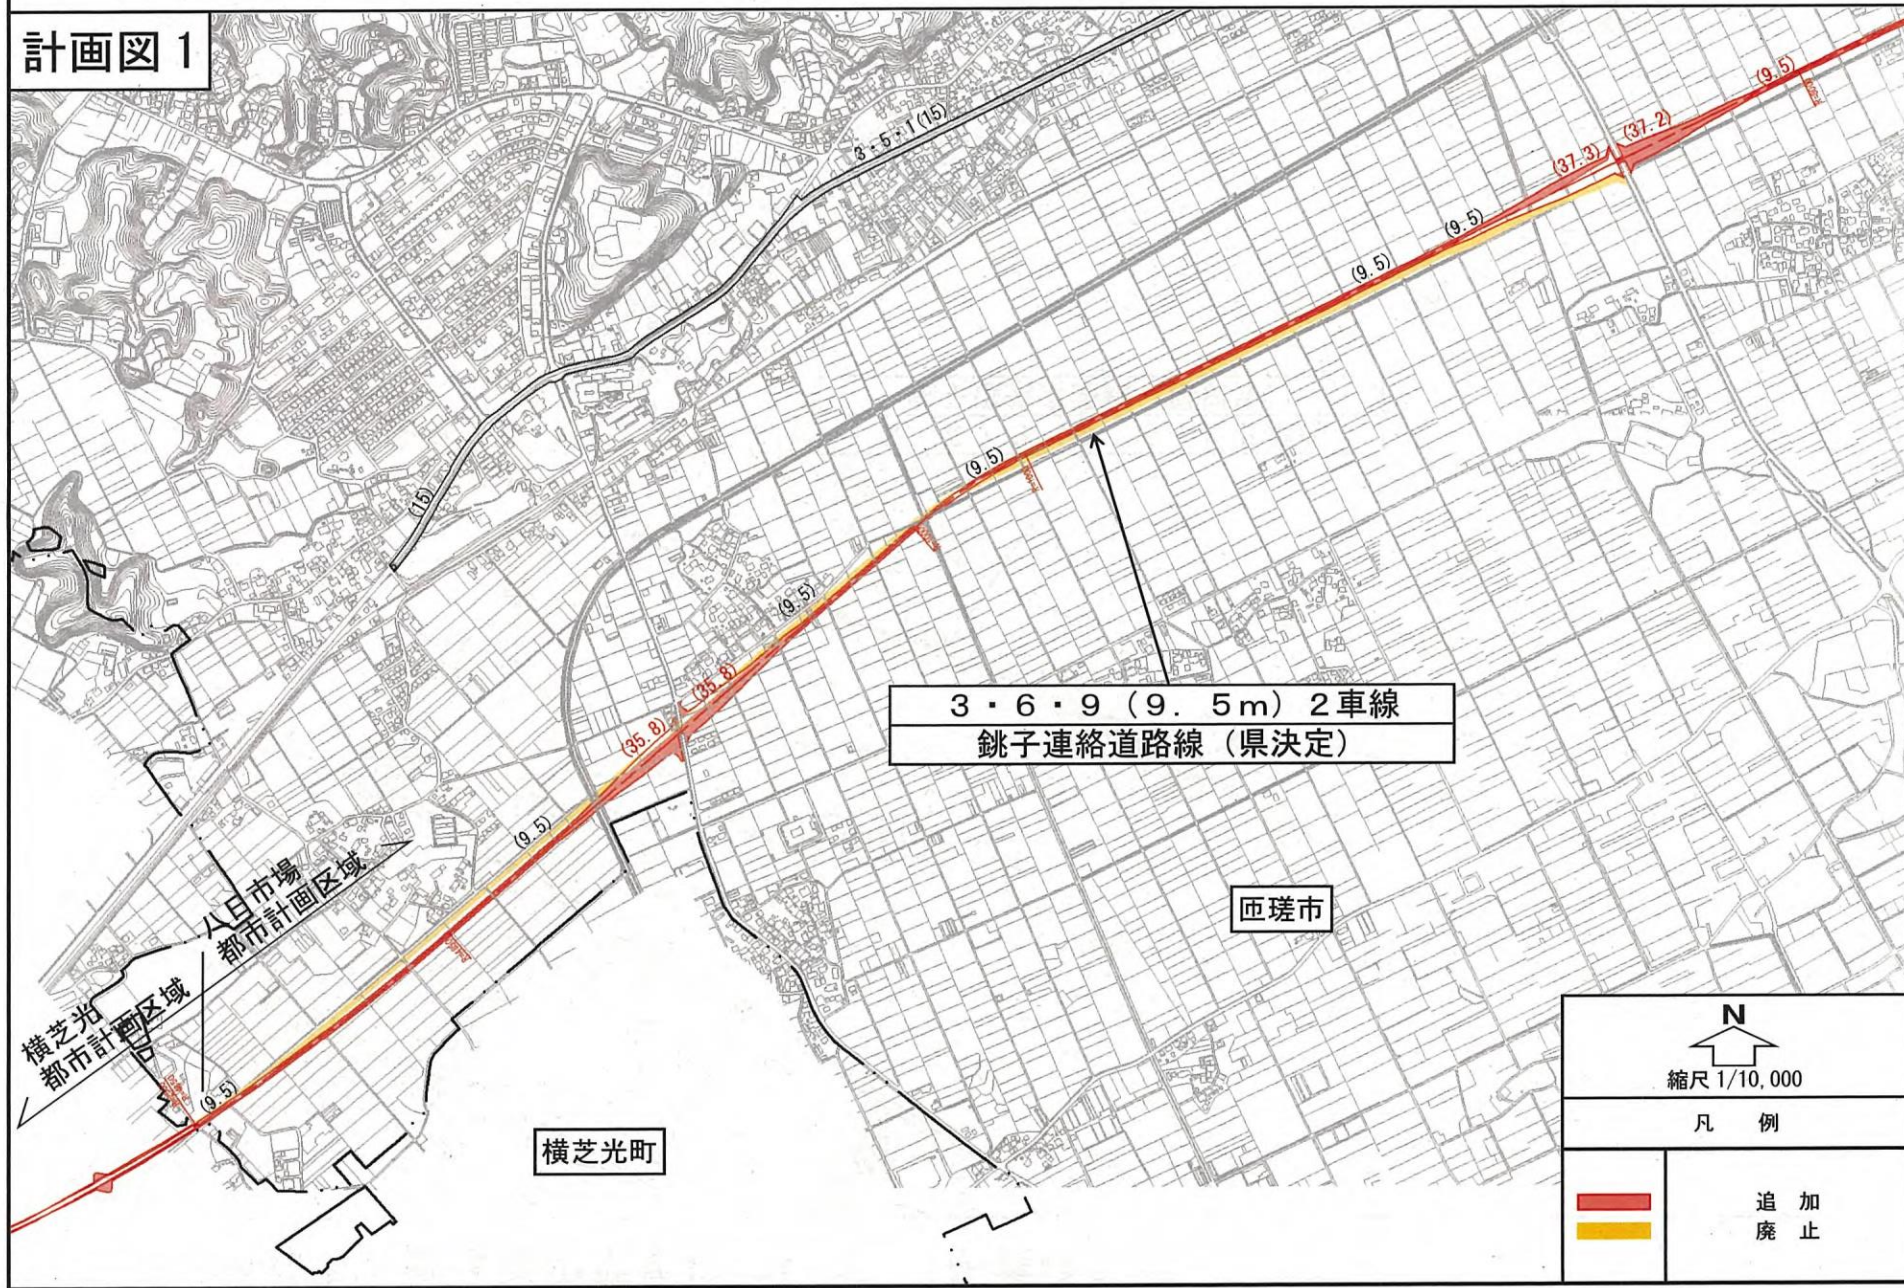 計画図1
3・5・1(15)
(9.5)
(37.2)
(37.3)
(9.5)
(9.5)
(15)
(9.5)
(9.5)
(35.8)
(35.8)
3・6・9(9.5m)2車線
銚子連絡道路線(県決定)
(9.5)
八日市場
都市計画区域
匝瑳市
横芝光
都市計画区域
(9.5)
横芝光町
N
縮尺 1/10,000
凡 例
追 加
廃 止